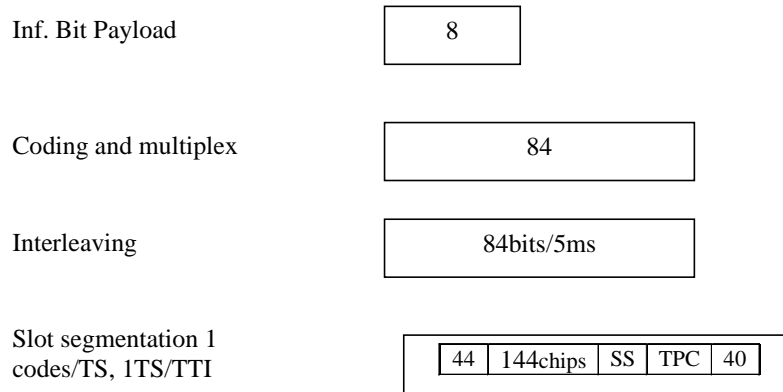 Inf. Bit Payload
8
Coding and multiplex
84
Interleaving
84bits/5ms
Slot segmentation 1
codes/TS, 1TS/TTI
44 144chips SS TPC 40